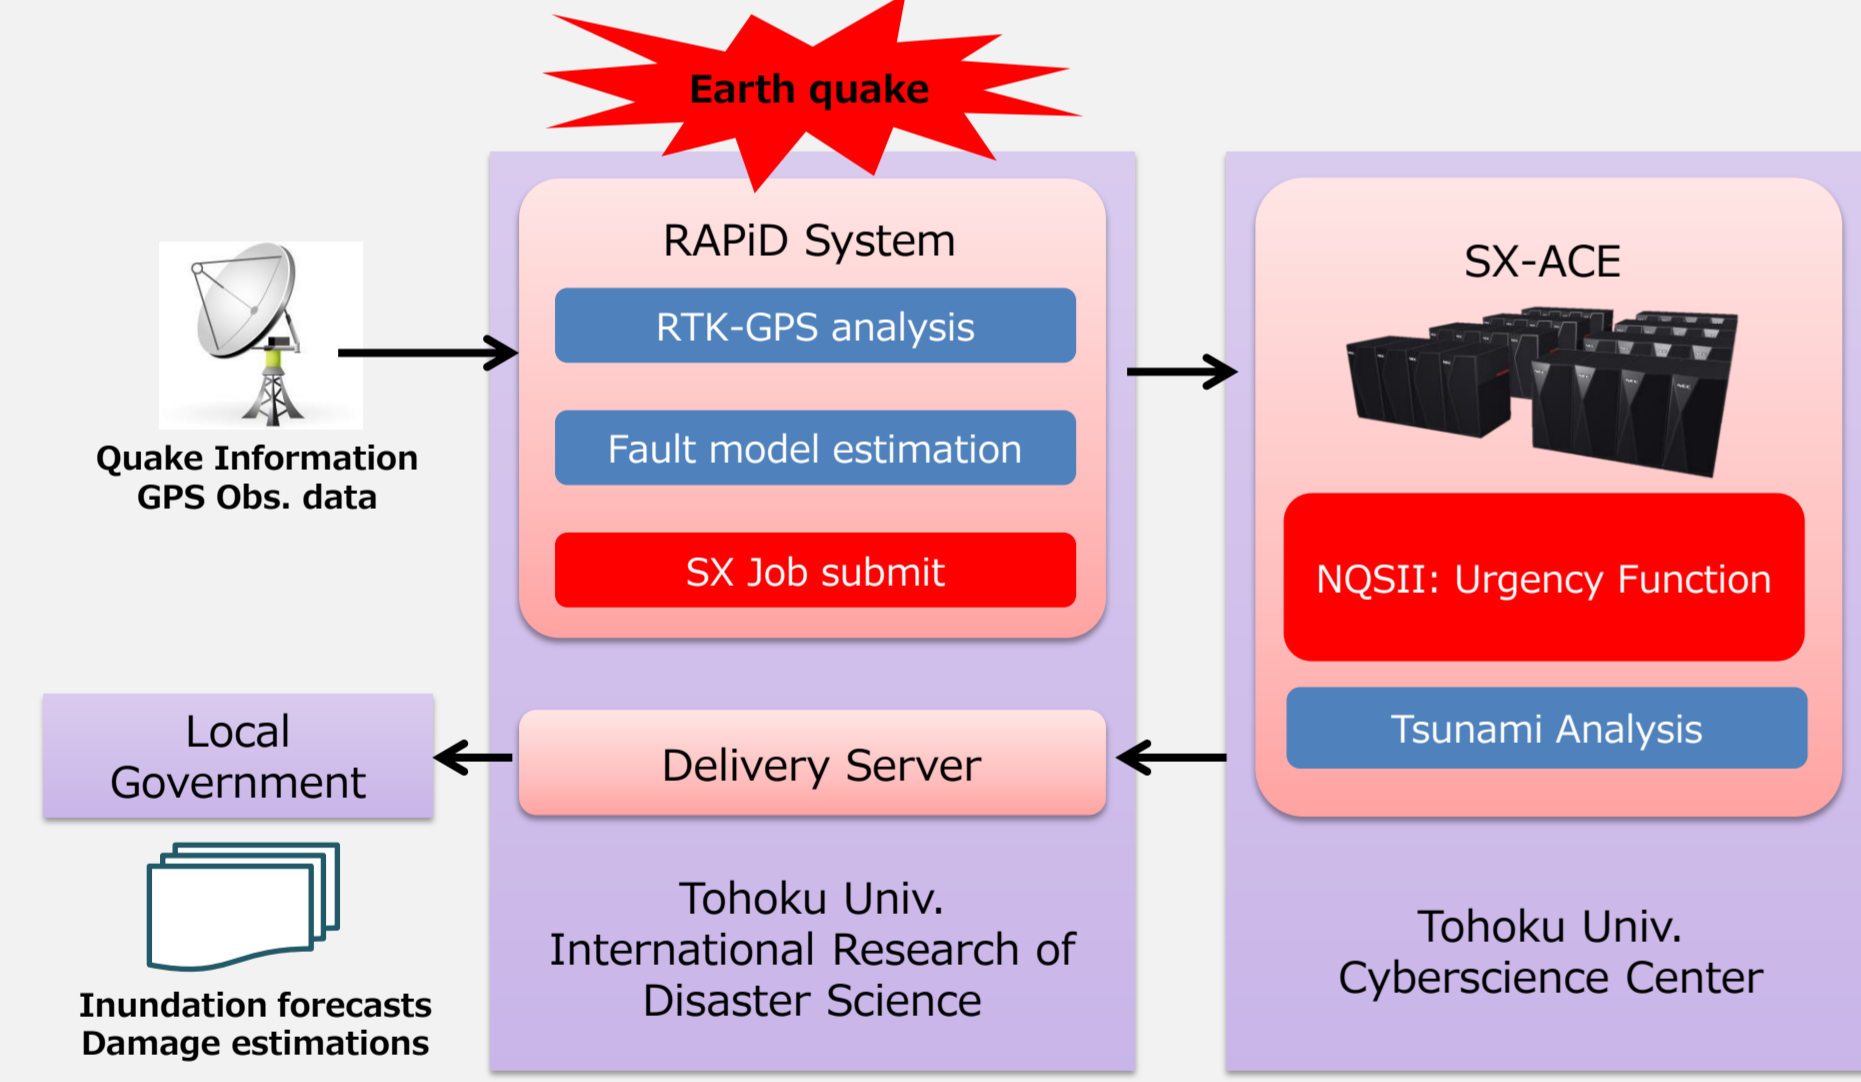 Earth quake
RAPiD System
RTK-GPS analysis
Fault model estimation
SX Job submit
Quake Information
GPS Obs. data
SX-ACE
NQSII: Urgency Function
Tsunami Analysis
Local
Government
Delivery Server
Inundation forecasts
Damage estimations
Tohoku Univ.
International Research of
Disaster Science
Tohoku Univ.
Cyberscience Center